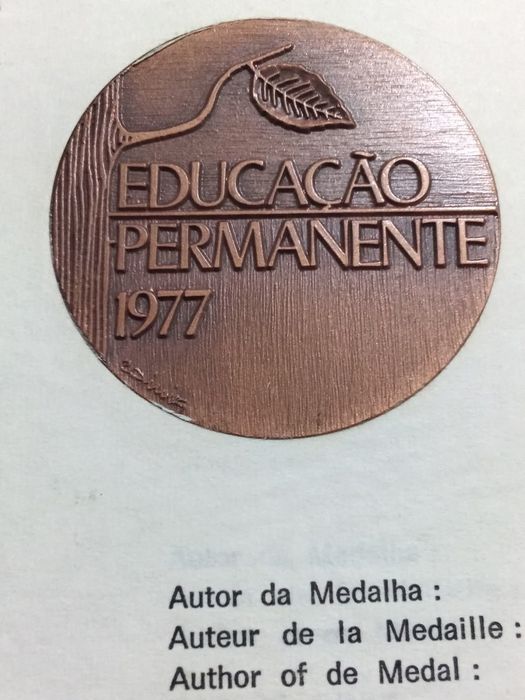 EDUCAÇÃO
PERMANENTE
1977
Autor da Medalha :
Auteur de la Medaille :
Author of de Medal :